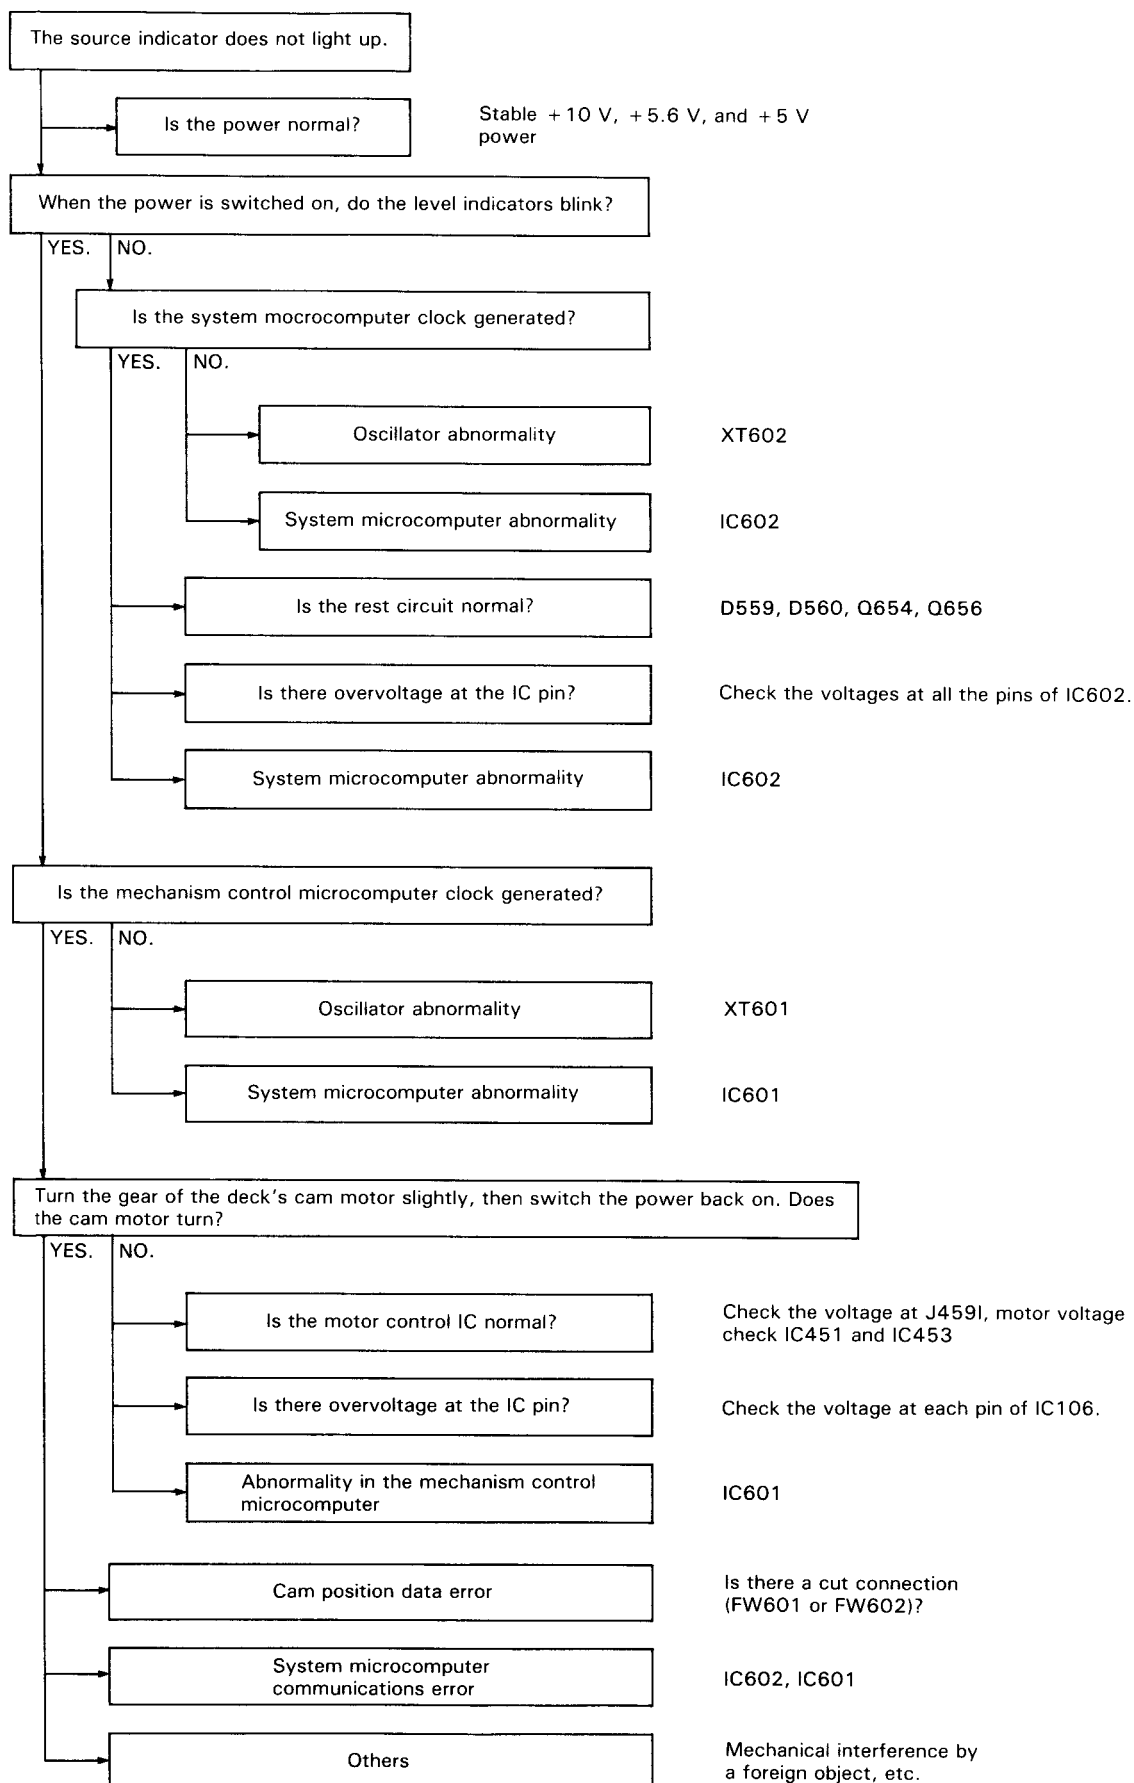 The source indicator does not light up.
Is the power normal?
Stable +10 V, +5.6 V, and +5 V
power
When the power is switched on, do the level indicators blink?
YES. NO.
Is the system mocrocomputer clock generated?
YES. NO.
Oscillator abnormality
XT602
System microcomputer abnormality
IC602
Is the rest circuit normal?
D559, D560, Q654, Q656
Is there overvoltage at the IC pin?
Check the voltages at all the pins of IC602.
System microcomputer abnormality
IC602
Is the mechanism control microcomputer clock generated?
YES. NO.
Oscillator abnormality
XT601
System microcomputer abnormality
IC601
Turn the gear of the deck's cam motor slightly, then switch the power back on. Does
the cam motor turn?
YES. NO.
Is the motor control IC normal?
Check the voltage at J459I, motor voltage
check IC451 and IC453
Is there overvoltage at the IC pin?
Check the voltage at each pin of IC106.
Abnormality in the mechanism control
microcomputer
IC601
Cam position data error
Is there a cut connection
(FW601 or FW602)?
System microcomputer
communications error
IC602, IC601
Others
Mechanical interference by
a foreign object, etc.